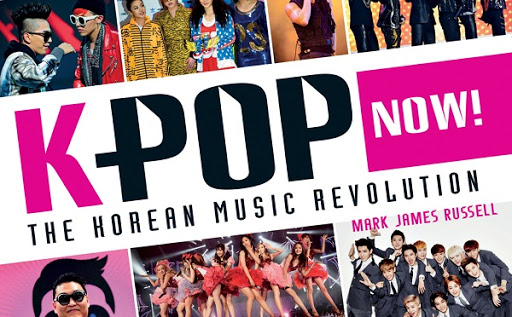 K-POP NOW!
THE KOREAN MUSIC REVOLUTION
MARK JAMES RUSSELL